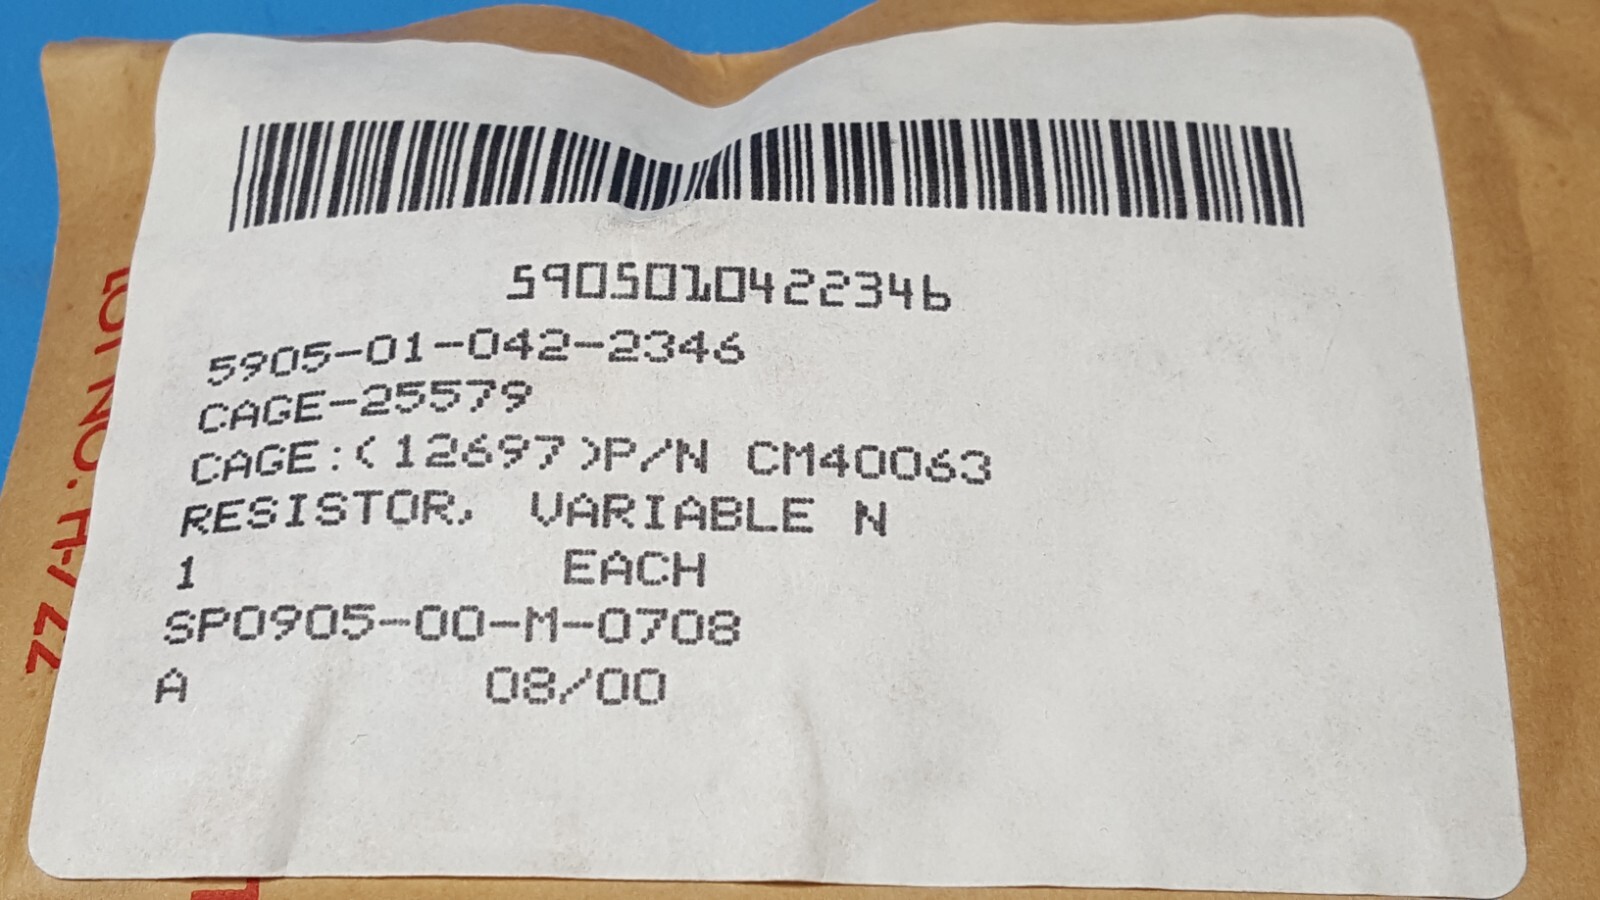 5905010422346
5905-01-042-2346
CAGE-25579
CAGE:(12697)P/N CM40063
RESISTOR, VARIABLE N
1 EACH
SP0905-00-M-0708
A 08/00
LOT NO.